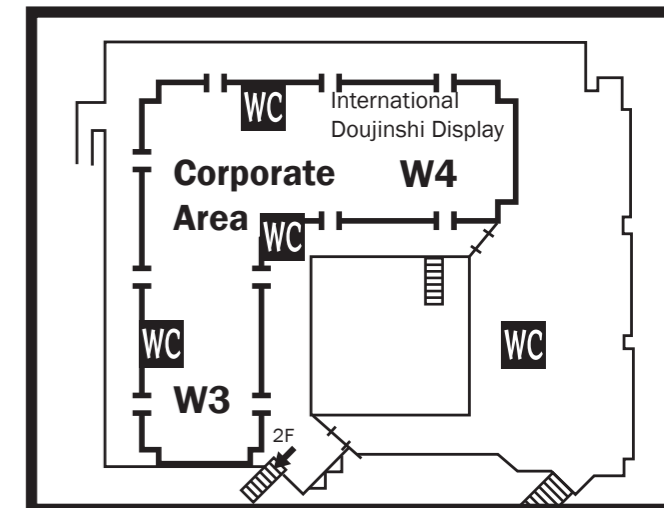 WC
International
Doujinshi Display
Corporate
Area
W4
WC
WC
WC
W3
2F